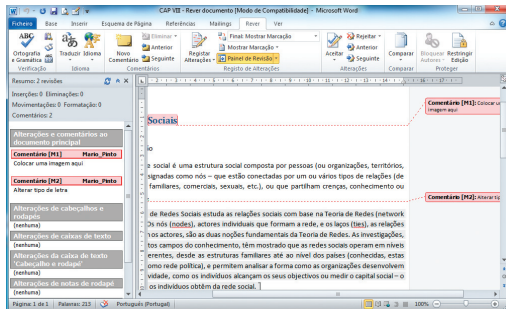 CAP VIII - Rever documento [Modo de Compatibilidade] - Microsoft Word
Ficheiro Base Inserir Esquema de Página Referências Mailings Rever Ver
Ortografia e Gramática
Traduzir Idioma
Novo Comentário
Eliminar
Anterior
Seguinte
Registar Alterações
Final: Mostrar Marcação
Mostrar Marcação
Painel de Revisão
Aceitar
Rejeitar
Anterior
Seguinte
Comparar
Bloquear Autores
Restringir Edição
Verificação Idioma Comentários Registo de Alterações Alterações Comparar Proteger
Resumo: 2 revisões
Inserções: 0 Eliminações: 0
Movimentações: 0 Formatação: 0
Comentários: 2
Alterações e comentários ao
documento principal
Comentário [M1] Mario_Pinto
Colocar uma imagem aqui
Comentário [M2] Mario_Pinto
Alterar tipo de letra
Alterações de cabeçalhos e
rodapés
(nenhuma)
Alterações de caixas de texto
(nenhuma)
Alterações da caixa de texto
'Cabeçalho e rodapé'
(nenhuma)
Alterações de notas de rodapé
(nenhuma)
Sociais
ão
e social é uma estrutura social composta por pessoas (ou organizações, territórios,
signadas como nós – que estão conectadas por um ou vários tipos de relações (de
familiares, comerciais, sexuais, etc.), ou que partilham crenças, conhecimento ou
de Redes Sociais estuda as relações sociais com base na Teoria de Redes (network
Os nós (nodes), actores individuais que formam a rede, e os laços (ties), as relações
os actores, são as duas noções fundamentais da Teoria de Redes. As investigações,
tos campos do conhecimento, têm mostrado que as redes sociais operam em níveis
erentes, desde as estruturas familiares até ao nível dos países (conhecidas, estas
omo rede política), e permitem analisar a forma como as organizações desenvolvem
vidade, como os indivíduos alcançam os seus objectivos ou medir o capital social – o
os indivíduos obtêm da rede social.
Comentário [M1]: Colocar u
imagem aqui
Comentário [M2]: Alterar tip
Página: 1 de 1 Palavras: 213 Português (Portugal) 100%